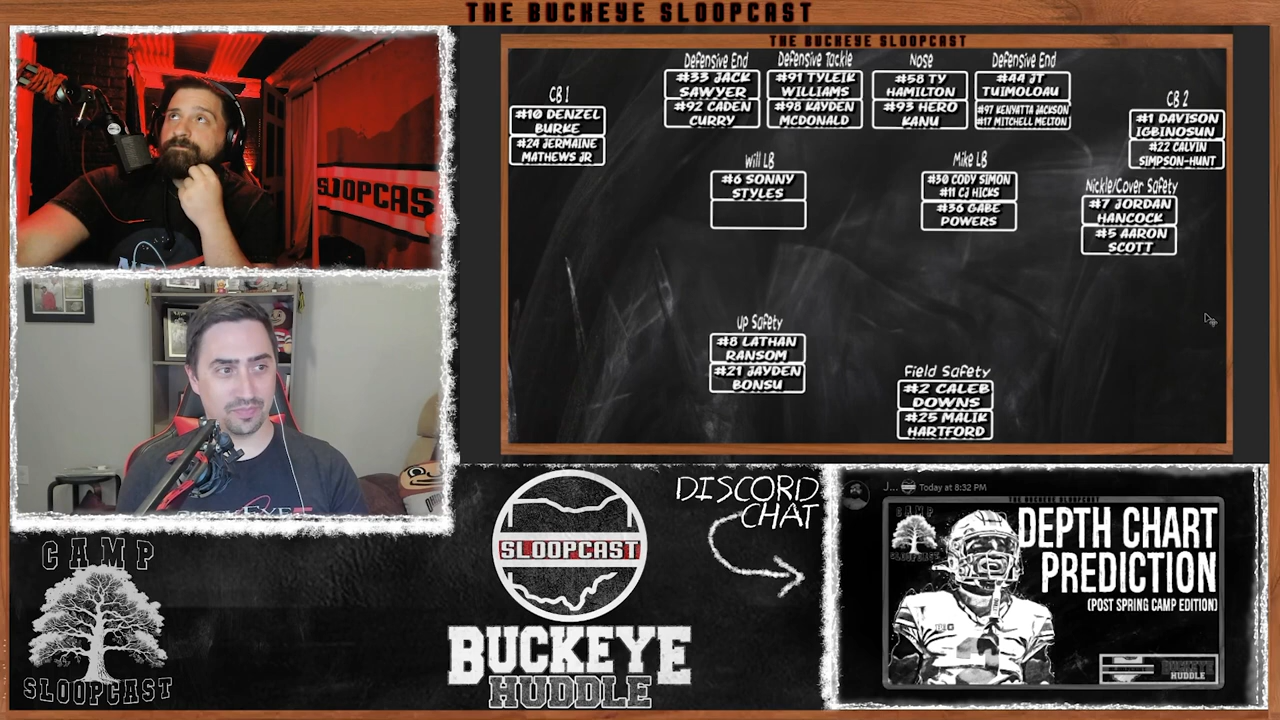 THE BUCKEYE SLOOPCAST
THE BUCKEYE SLOOPCAST
Defensive End
#33 JACK
SAWYER
#92 CADEN
CURRY
Defensive Tackle
#91 TYLEIK
WILLIAMS
#98 KAYDEN
MCDONALD
Nose
#58 TY
HAMILTON
#93 HERO
KANU
Defensive End
#44 JT
TUIMOLOAU
#97 KENYATTA JACKSON
#17 MITCHELL MELTON
CB 1
#10 DENZEL
BURKE
#24 JERMAINE
MATHEWS JR
CB 2
#1 DAVISON
IGBINOSUN
#22 CALVIN
SIMPSON-HUNT
Will LB
#6 SONNY
STYLES
Mike LB
#30 CODY SIMON
#11 CJ HICKS
#36 GABE
POWERS
Nickle/Cover Safety
#7 JORDAN
HANCOCK
#5 AARON
SCOTT
up Safety
#8 LATHAN
RANSOM
#21 JAYDEN
BONSU
Field Safety
#2 CALEB
DOWNS
#25 MALIK
HARTFORD
SLOOPCAS
CAMP
SLOOPCAST
SLOOPCAST
BUCKEYE
HUDDLE
DISCORD
CHAT
J... Today at 8:32 PM
THE BUCKEYE SLOOPCAST
CAMP
SLOOPCAST
DEPTH CHART
PREDICTION
(POST SPRING CAMP EDITION)
BUCKEYE
HUDDLE